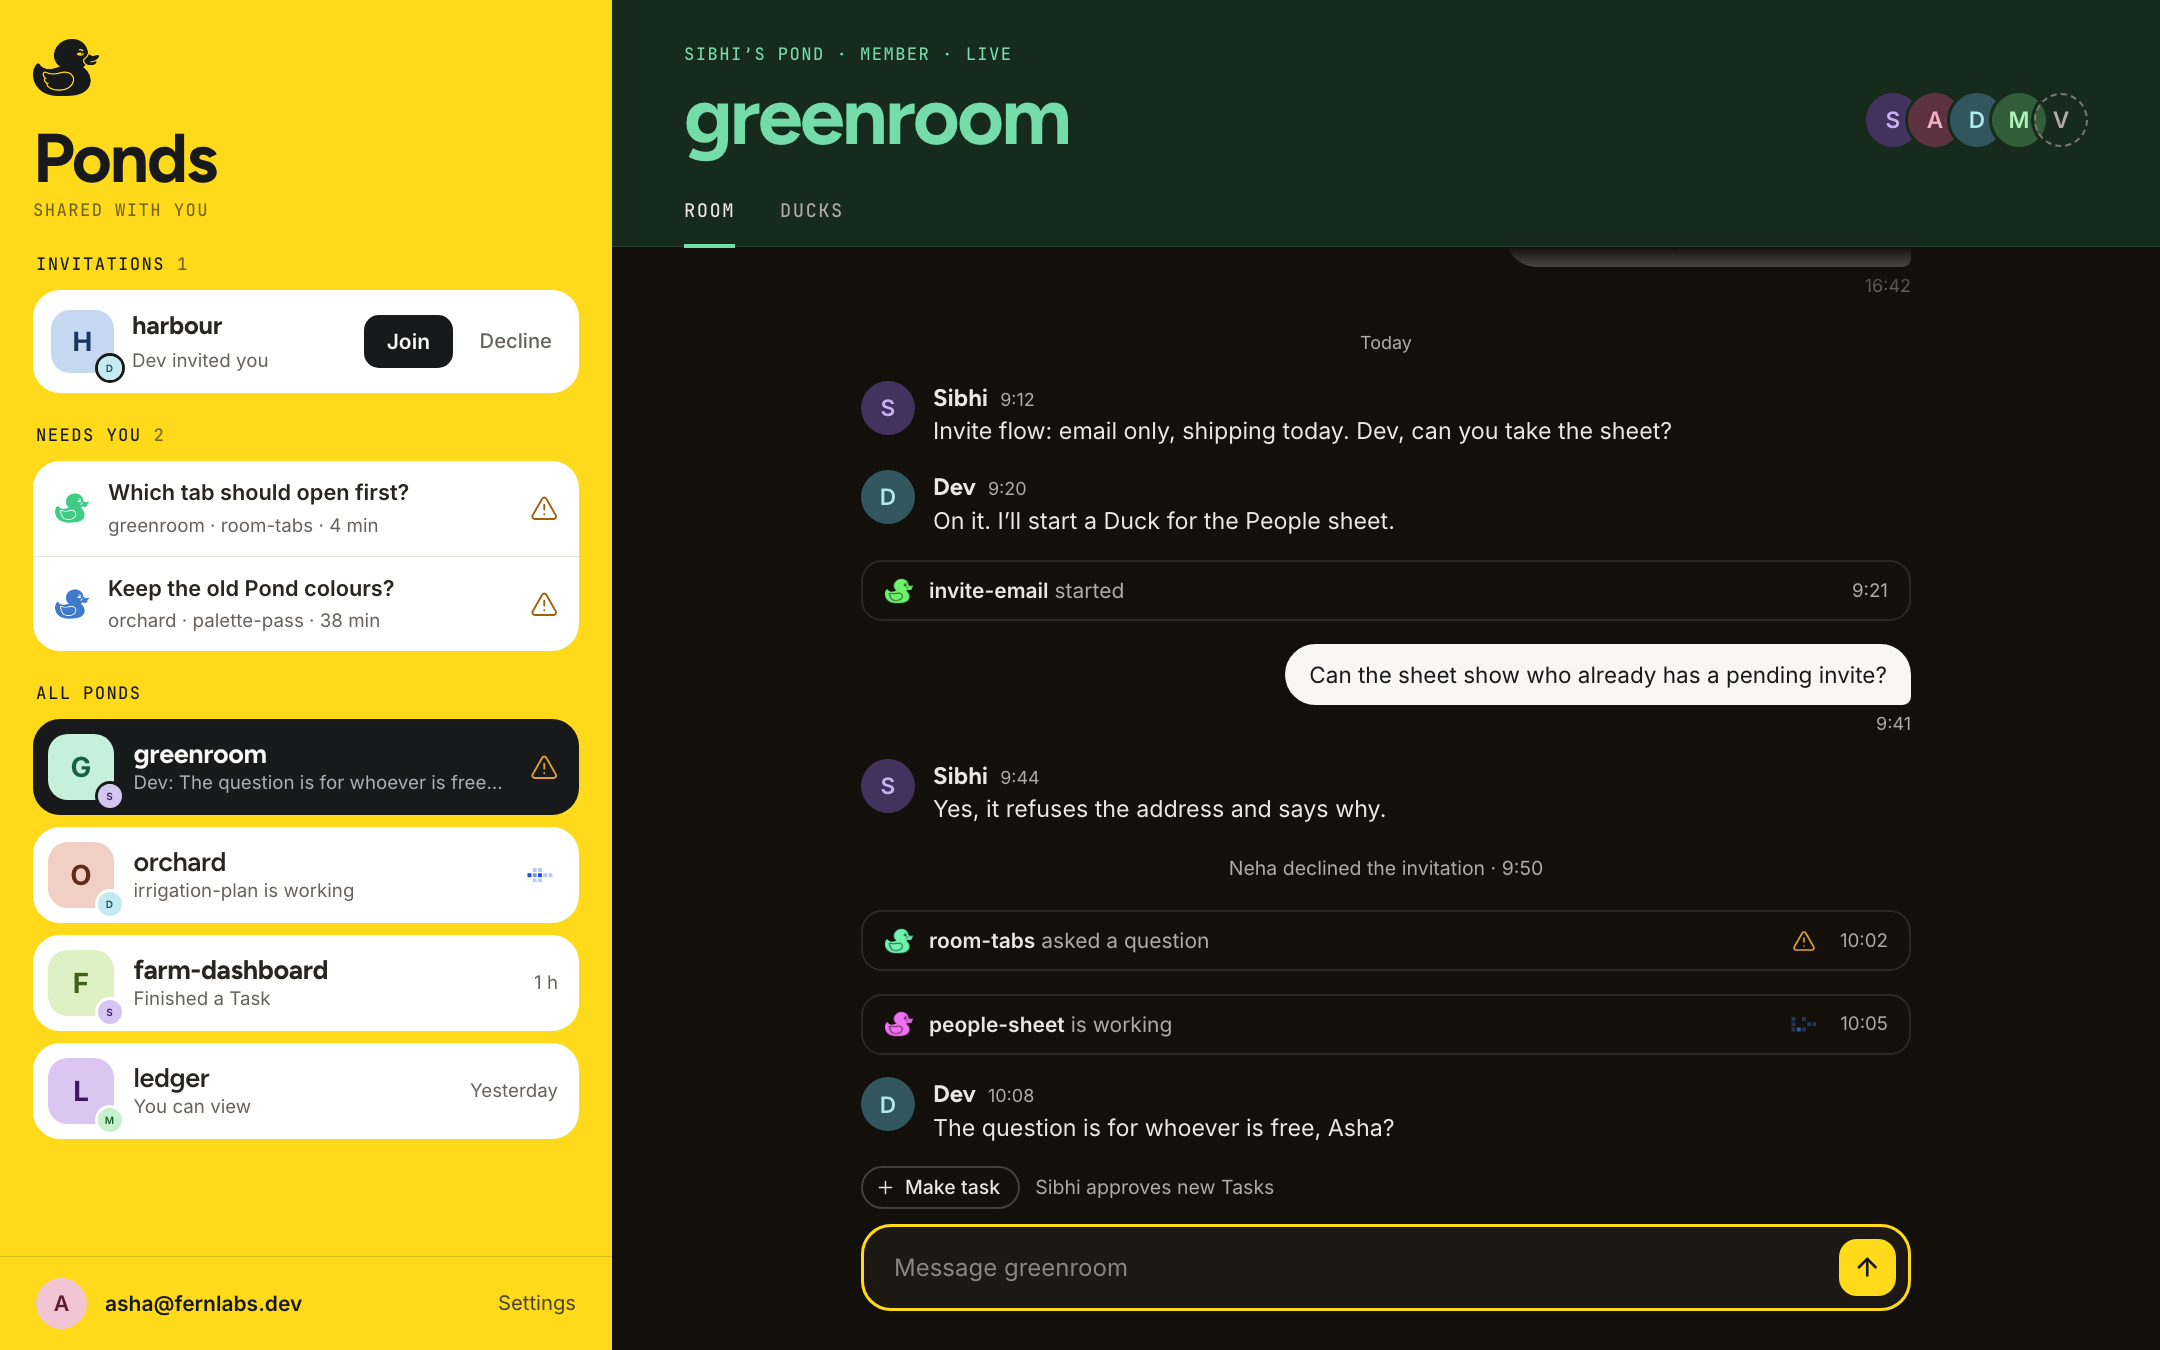 Ponds
SHARED WITH YOU
INVITATIONS 1
H
D
harbour
Dev invited you
Join
Decline
NEEDS YOU 2
Which tab should open first?
greenroom · room-tabs · 4 min
Keep the old Pond colours?
orchard · palette-pass · 38 min
ALL PONDS
G
S
greenroom
Dev: The question is for whoever is free...
O
D
orchard
irrigation-plan is working
F
S
farm-dashboard
Finished a Task
1 h
L
M
ledger
You can view
Yesterday
A
asha@fernlabs.dev
Settings
SIBHI’S POND · MEMBER · LIVE
greenroom
S A D M V
ROOM DUCKS
16:42
Today
S
Sibhi 9:12
Invite flow: email only, shipping today. Dev, can you take the sheet?
D
Dev 9:20
On it. I’ll start a Duck for the People sheet.
invite-email started 9:21
Can the sheet show who already has a pending invite?
9:41
S
Sibhi 9:44
Yes, it refuses the address and says why.
Neha declined the invitation · 9:50
room-tabs asked a question 10:02
people-sheet is working 10:05
D
Dev 10:08
The question is for whoever is free, Asha?
+ Make task Sibhi approves new Tasks
Message greenroom